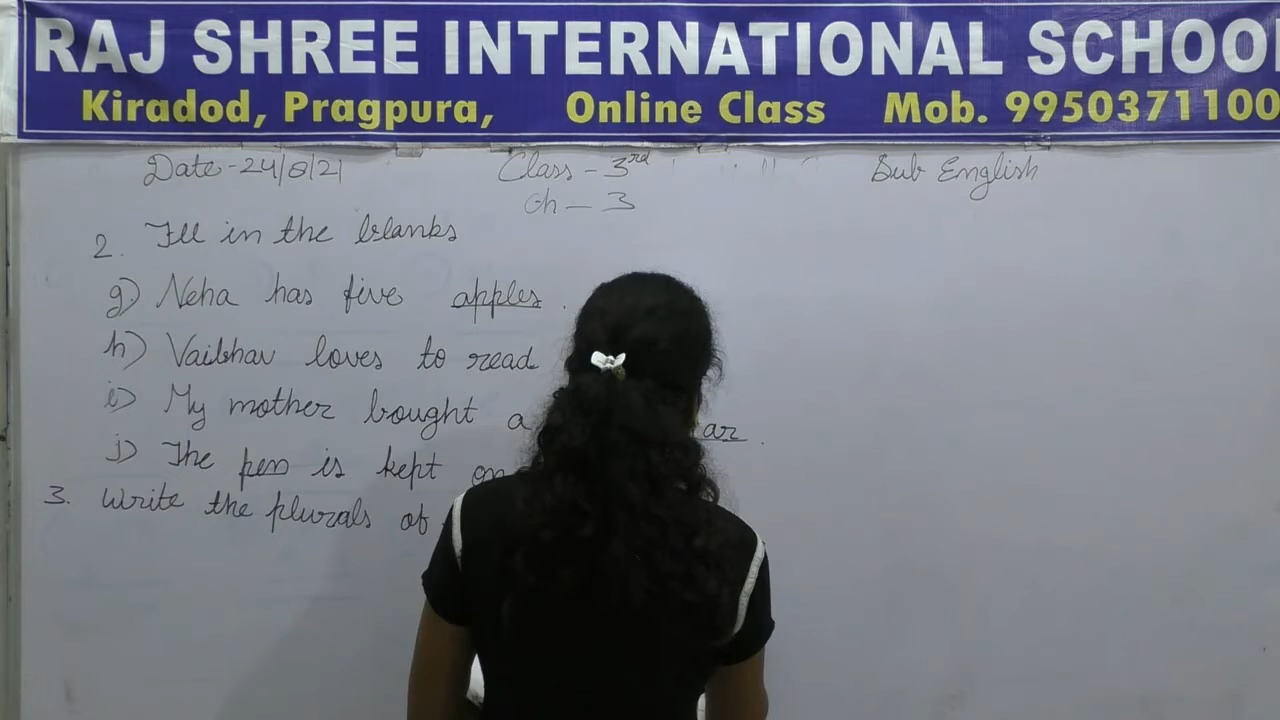 RAJ SHREE INTERNATIONAL SCHOO
Kiradod, Pragpura, Online Class Mob. 9950371100
Date-24/8/21 Class-3rd Sub English
Ch-3
2. Fill in the blanks
g) Neha has five apples.
h) Vaibhav loves to read
i) My mother bought a ar.
j) The pen is kept on
3. Write the plurals of